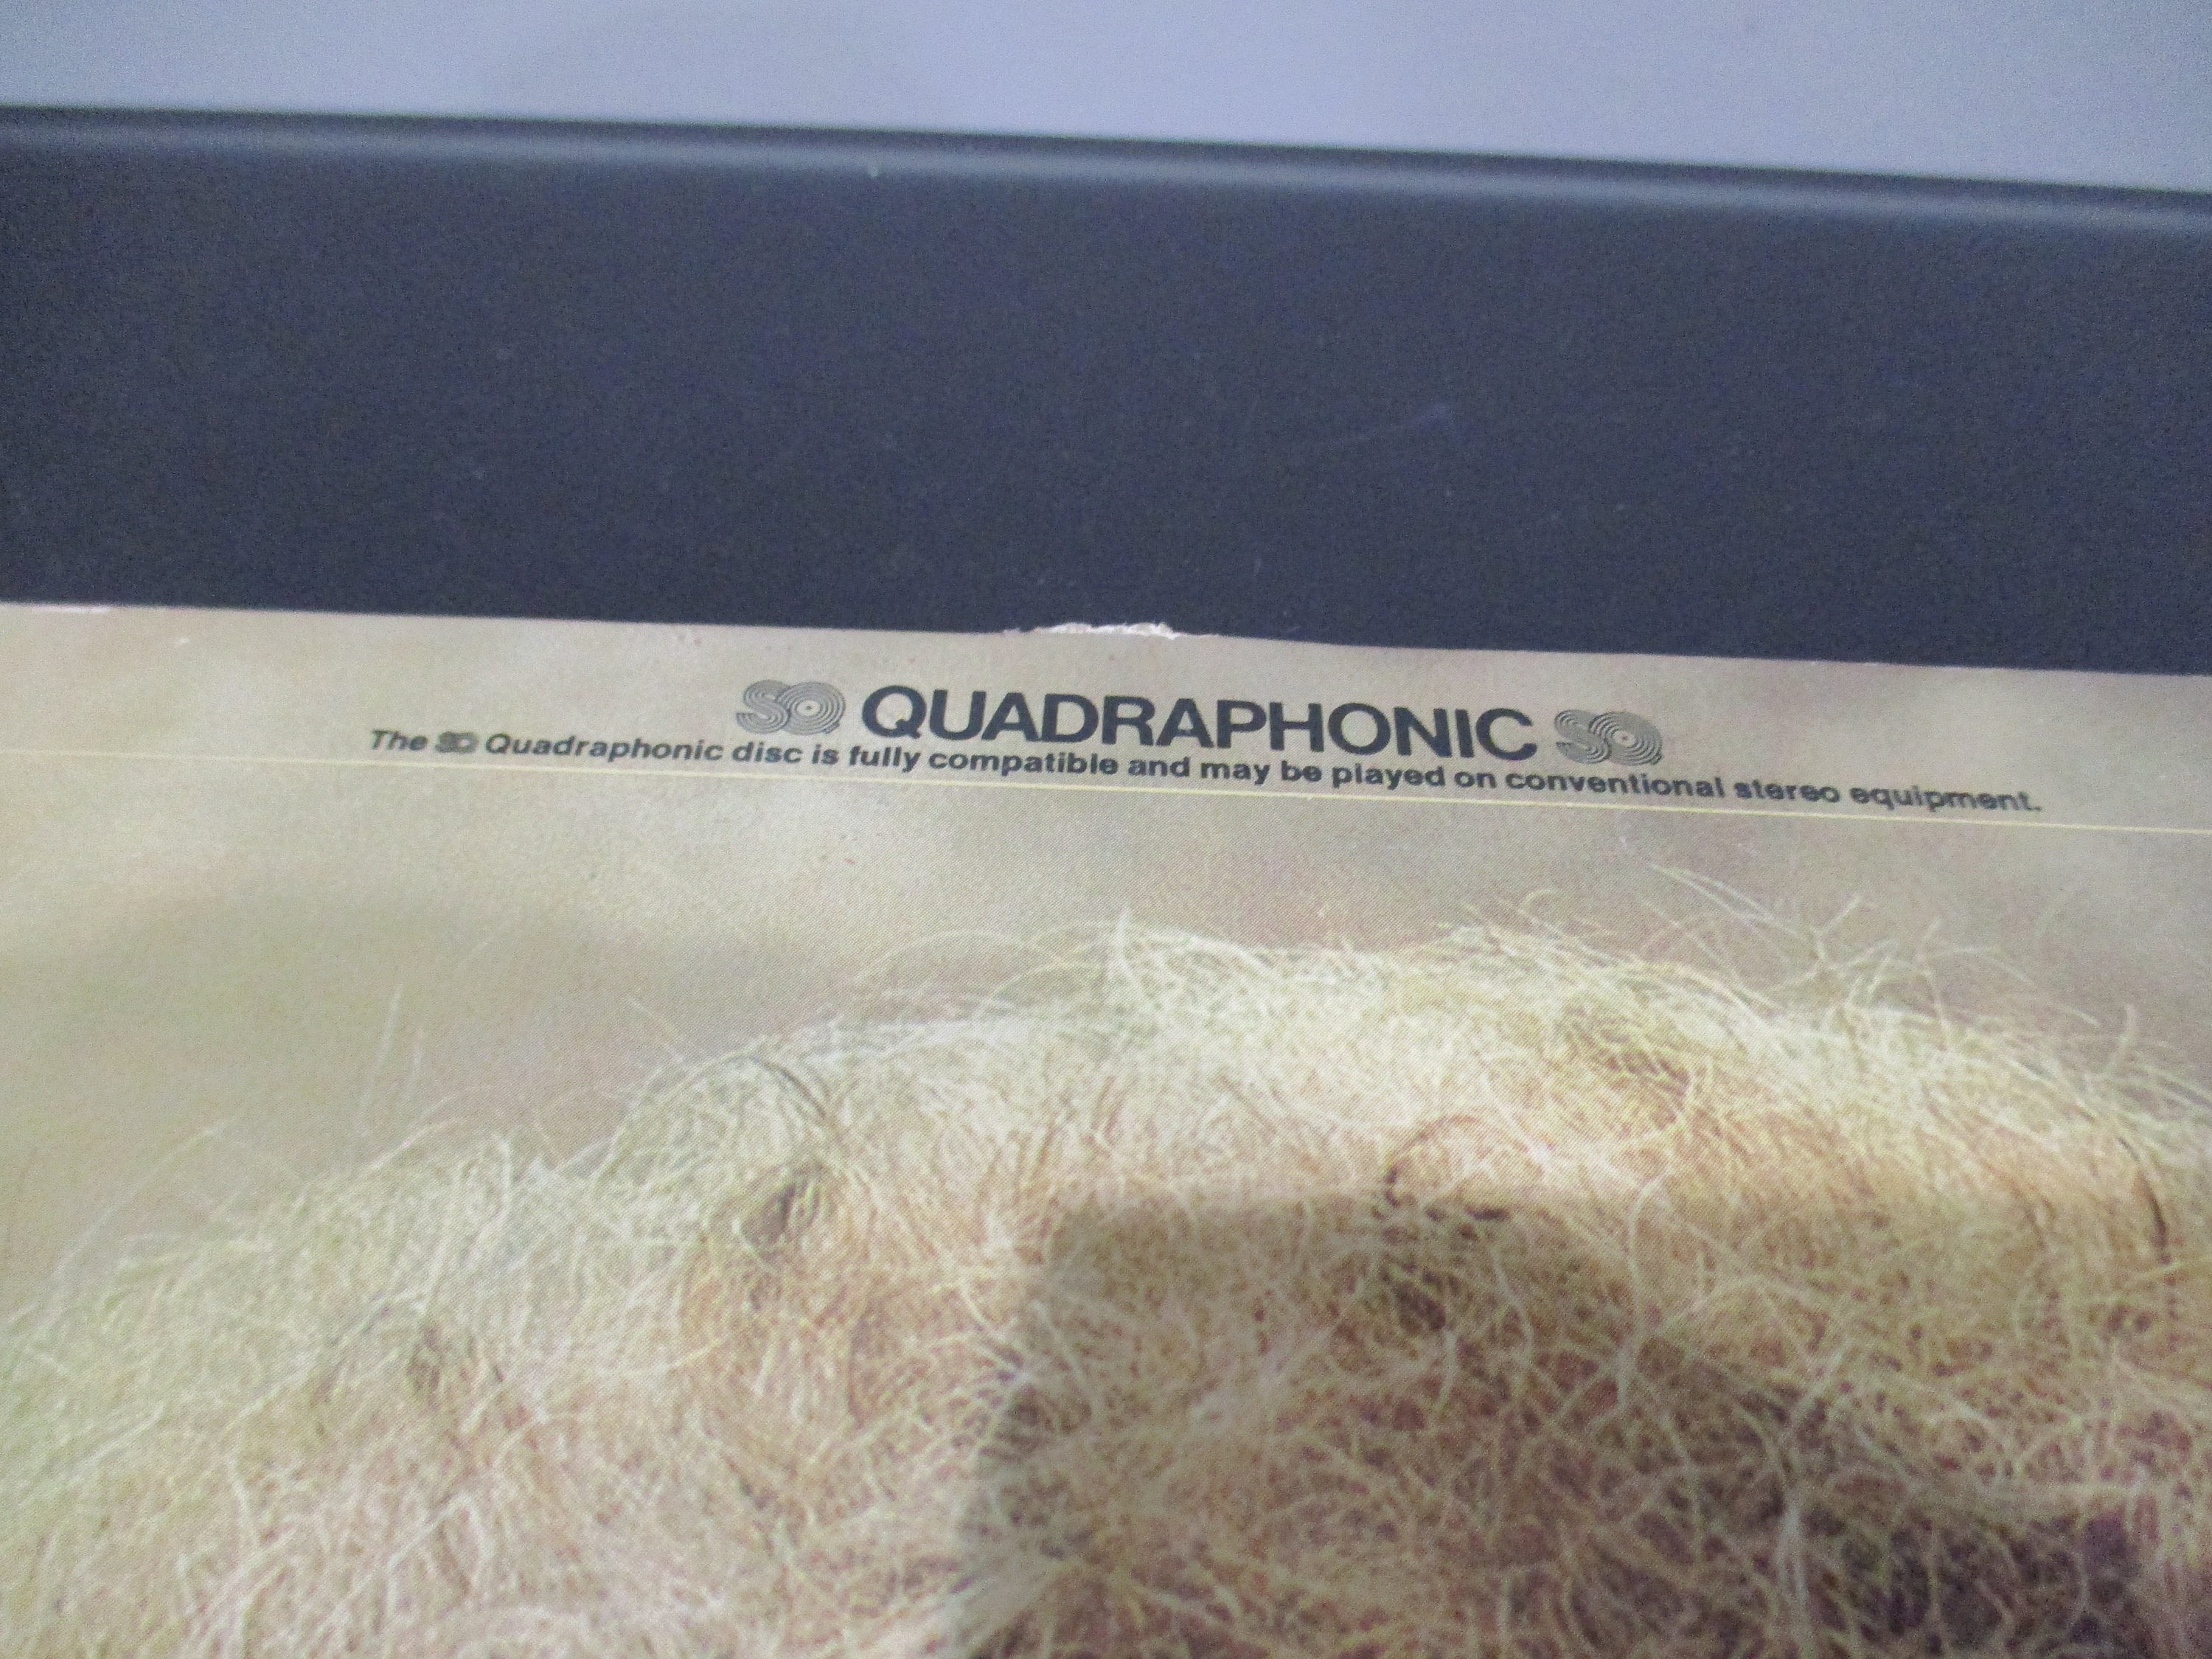 SQ QUADRAPHONIC SQ
The SQ Quadraphonic disc is fully compatible and may be played on conventional stereo equipment.